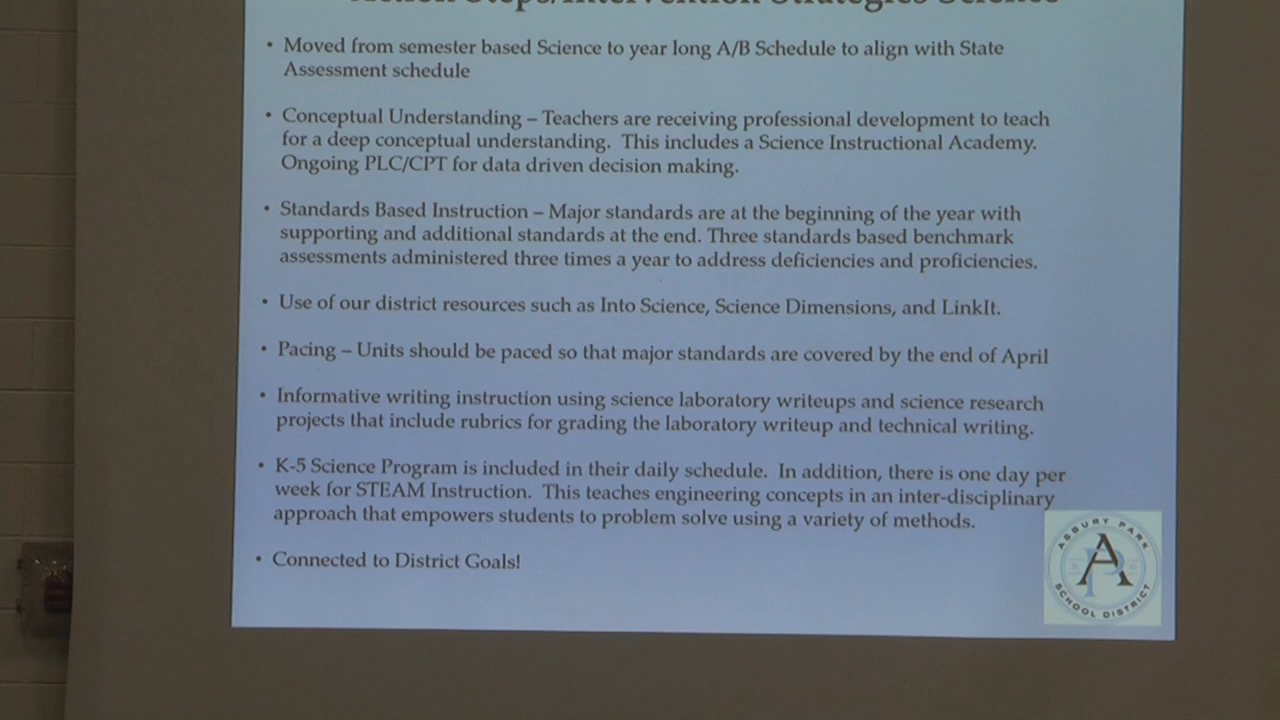 Action Steps/Intervention Strategies Science
• Moved from semester based Science to year long A/B Schedule to align with State
Assessment schedule
• Conceptual Understanding – Teachers are receiving professional development to teach
for a deep conceptual understanding. This includes a Science Instructional Academy.
Ongoing PLC/CPT for data driven decision making.
• Standards Based Instruction – Major standards are at the beginning of the year with
supporting and additional standards at the end. Three standards based benchmark
assessments administered three times a year to address deficiencies and proficiencies.
• Use of our district resources such as Into Science, Science Dimensions, and LinkIt.
• Pacing – Units should be paced so that major standards are covered by the end of April
• Informative writing instruction using science laboratory writeups and science research
projects that include rubrics for grading the laboratory writeup and technical writing.
• K-5 Science Program is included in their daily schedule. In addition, there is one day per
week for STEAM Instruction. This teaches engineering concepts in an inter-disciplinary
approach that empowers students to problem solve using a variety of methods.
• Connected to District Goals!
ASBURY PARK
AP
SCHOOL DISTRICT